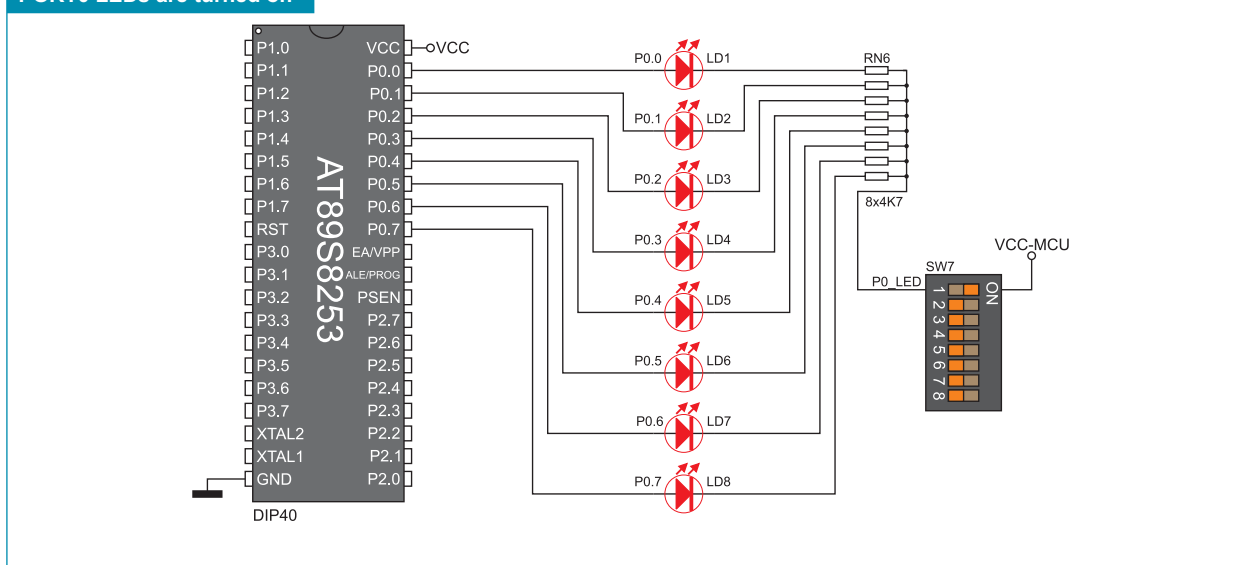 PORT0 LEDs are turned on
P1.0
P1.1
P1.2
P1.3
P1.4
P1.5
P1.6
P1.7
RST
P3.0
P3.1
P3.2
P3.3
P3.4
P3.5
P3.6
P3.7
XTAL2
XTAL1
GND
AT89S8253
VCC
P0.0
P0.1
P0.2
P0.3
P0.4
P0.5
P0.6
P0.7
EA/VPP
ALE/PROG
PSEN
P2.7
P2.6
P2.5
P2.4
P2.3
P2.2
P2.1
P2.0
DIP40
VCC
P0.0 LD1
P0.1 LD2
P0.2 LD3
P0.3 LD4
P0.4 LD5
P0.5 LD6
P0.6 LD7
P0.7 LD8
RN6
8x4K7
VCC-MCU
SW7
P0_LED
ON
1
2
3
4
5
6
7
8